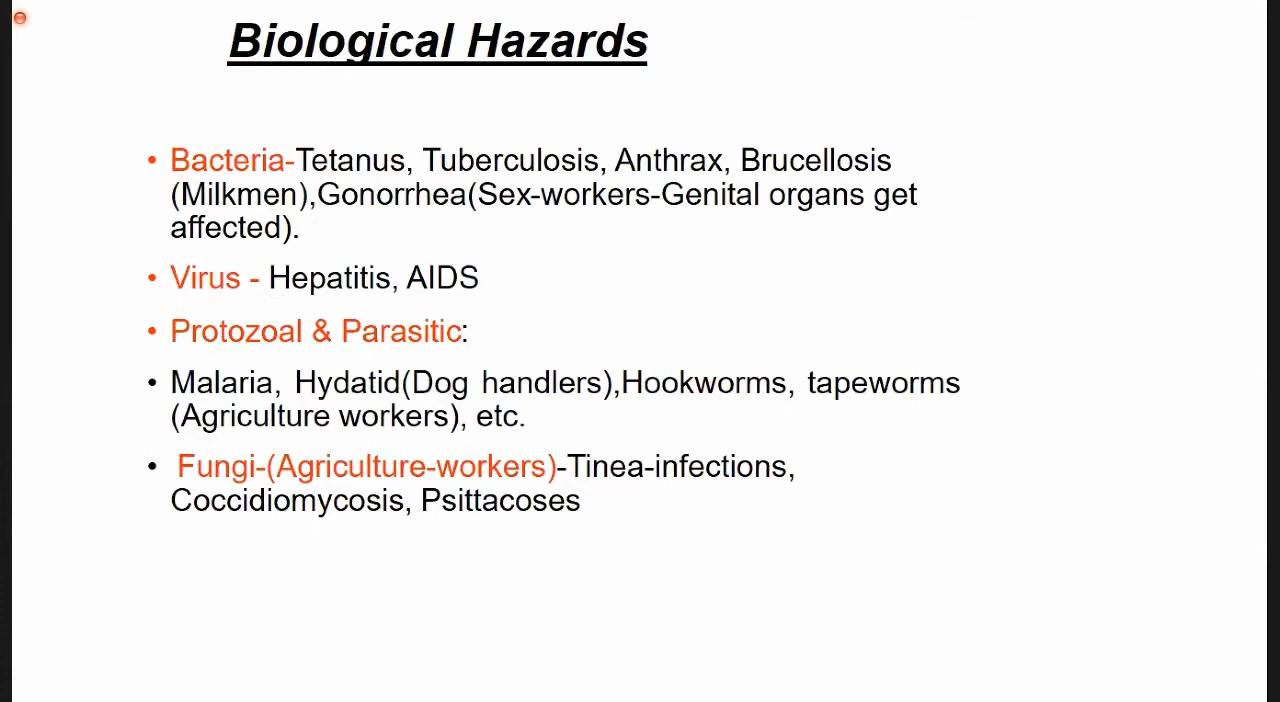 Biological Hazards
• Bacteria-Tetanus, Tuberculosis, Anthrax, Brucellosis
(Milkmen),Gonorrhea(Sex-workers-Genital organs get
affected).
• Virus - Hepatitis, AIDS
• Protozoal & Parasitic:
• Malaria, Hydatid(Dog handlers),Hookworms, tapeworms
(Agriculture workers), etc.
• Fungi-(Agriculture-workers)-Tinea-infections,
Coccidiomycosis, Psittacoses